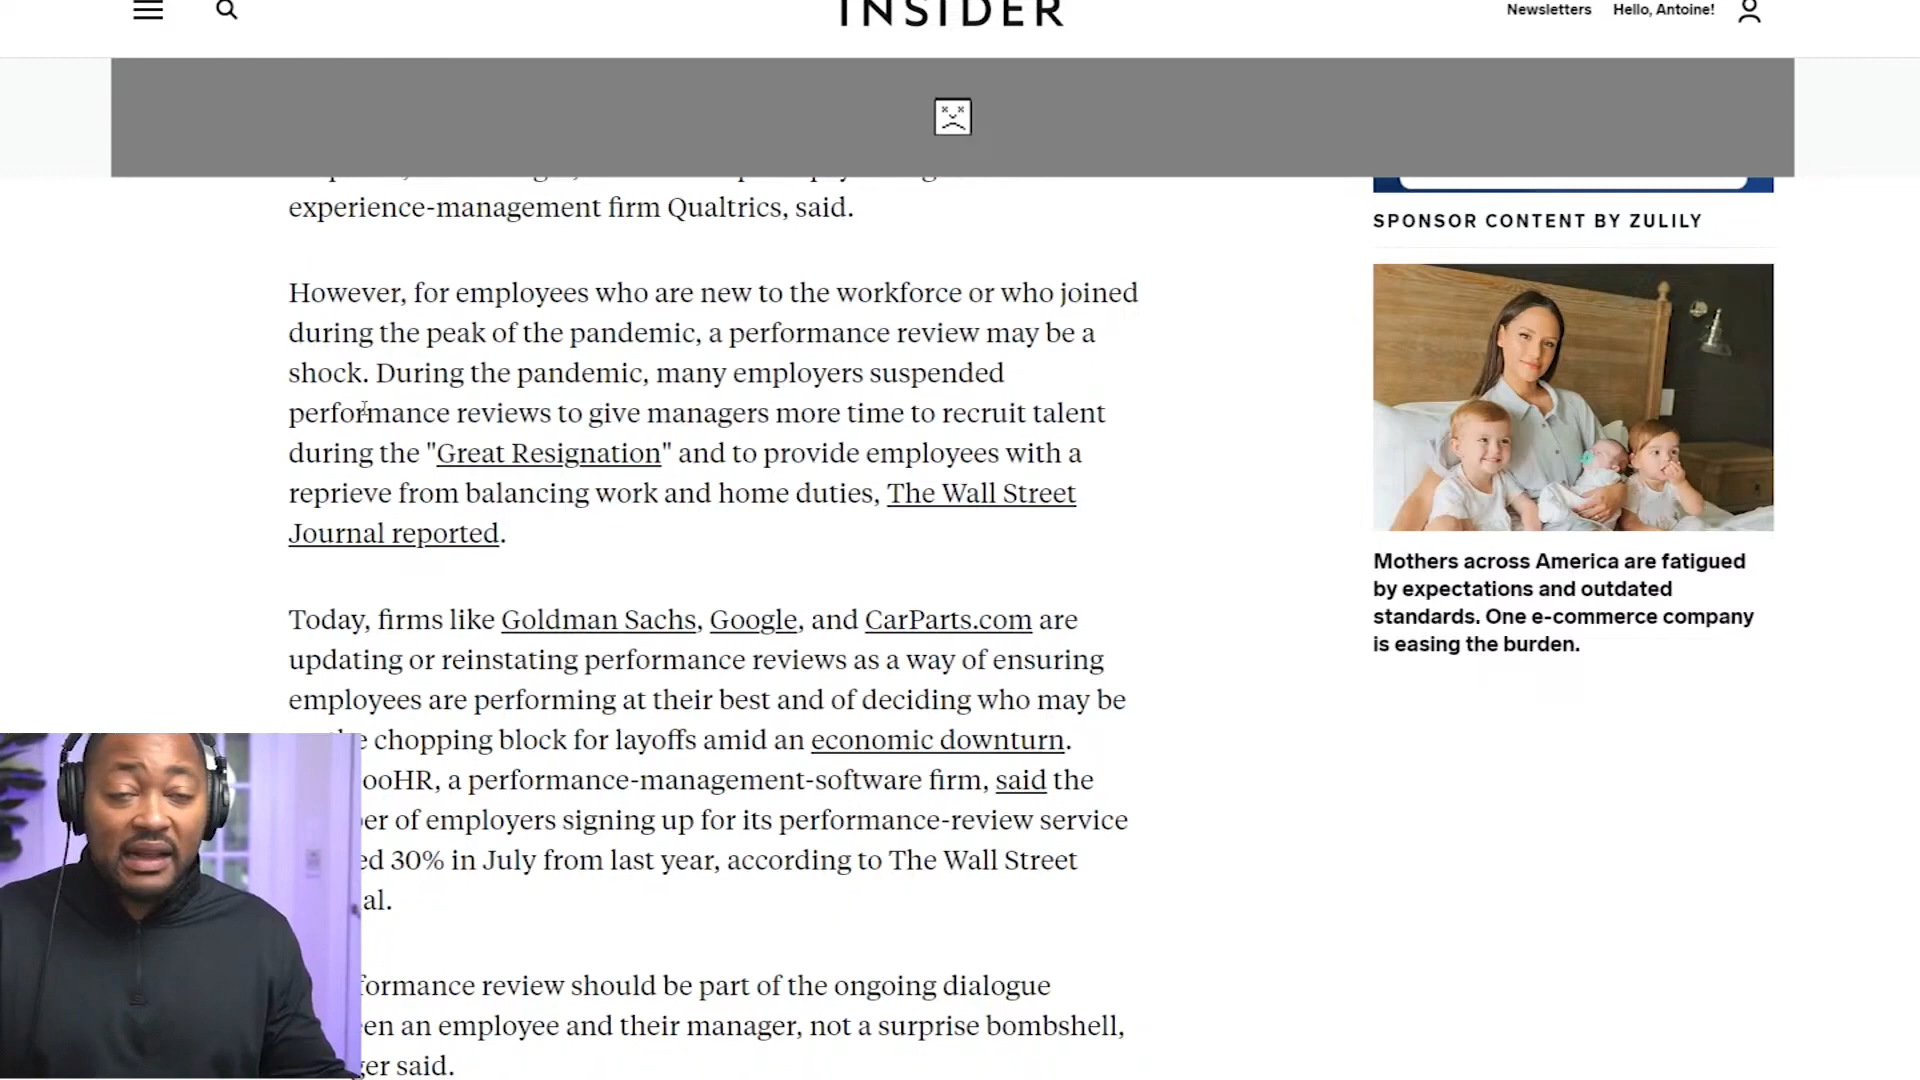 INSIDER
Newsletters
Hello, Antoine!
experience-management firm Qualtrics, said.
However, for employees who are new to the workforce or who joined
during the peak of the pandemic, a performance review may be a
shock. During the pandemic, many employers suspended
performance reviews to give managers more time to recruit talent
during the "Great Resignation" and to provide employees with a
reprieve from balancing work and home duties, The Wall Street
Journal reported.
Today, firms like Goldman Sachs, Google, and CarParts.com are
updating or reinstating performance reviews as a way of ensuring
employees are performing at their best and of deciding who may be
chopping block for layoffs amid an economic downturn.
ooHR, a performance-management-software firm, said the
er of employers signing up for its performance-review service
ed 30% in July from last year, according to The Wall Street
al.
formance review should be part of the ongoing dialogue
en an employee and their manager, not a surprise bombshell,
er said.
SPONSOR CONTENT BY ZULILY
Mothers across America are fatigued
by expectations and outdated
standards. One e-commerce company
is easing the burden.